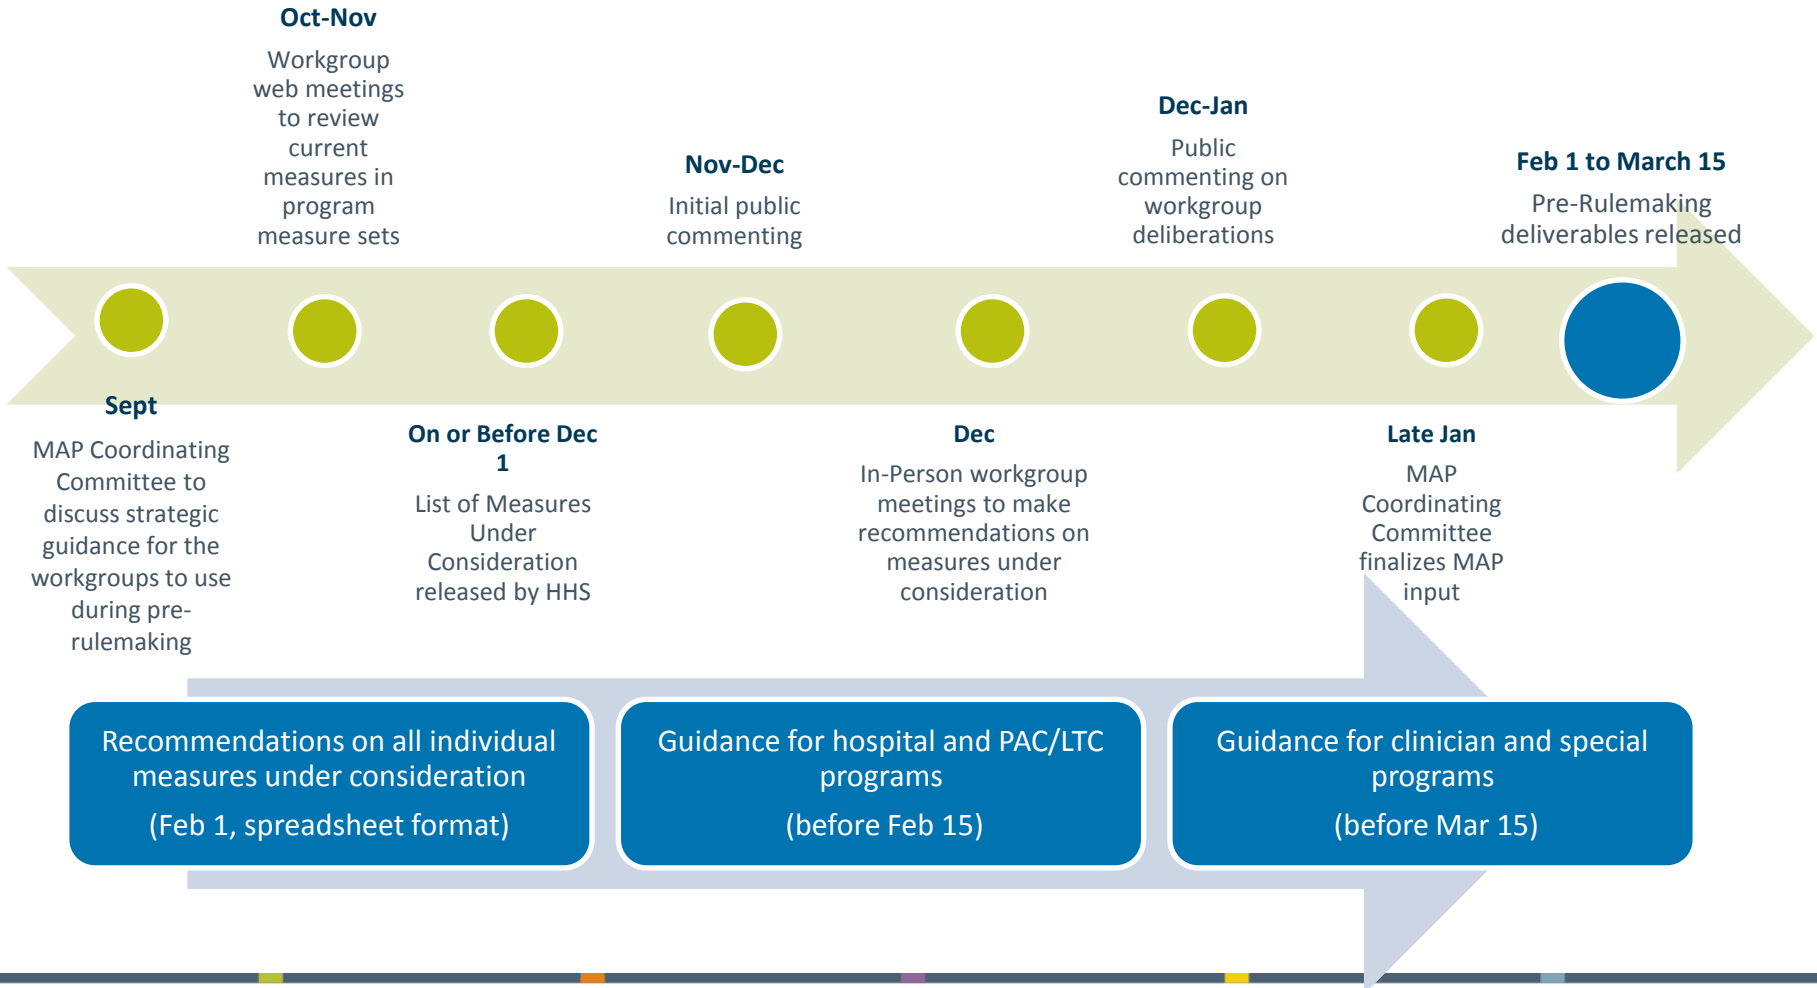 Oct-Nov
Workgroup
web meetings
to review
current
measures in
program
measure sets
Nov-Dec
Initial public
commenting
Dec-Jan
Public
commenting on
workgroup
deliberations
Feb 1 to March 15
Pre-Rulemaking
deliverables released
Sept
MAP Coordinating
Committee to
discuss strategic
guidance for the
workgroups to use
during pre-
rulemaking
On or Before Dec
1
List of Measures
Under
Consideration
released by HHS
Dec
In-Person workgroup
meetings to make
recommendations on
measures under
consideration
Late Jan
MAP
Coordinating
Committee
finalizes MAP
input
Recommendations on all individual
measures under consideration
(Feb 1, spreadsheet format)
Guidance for hospital and PAC/LTC
programs
(before Feb 15)
Guidance for clinician and special
programs
(before Mar 15)